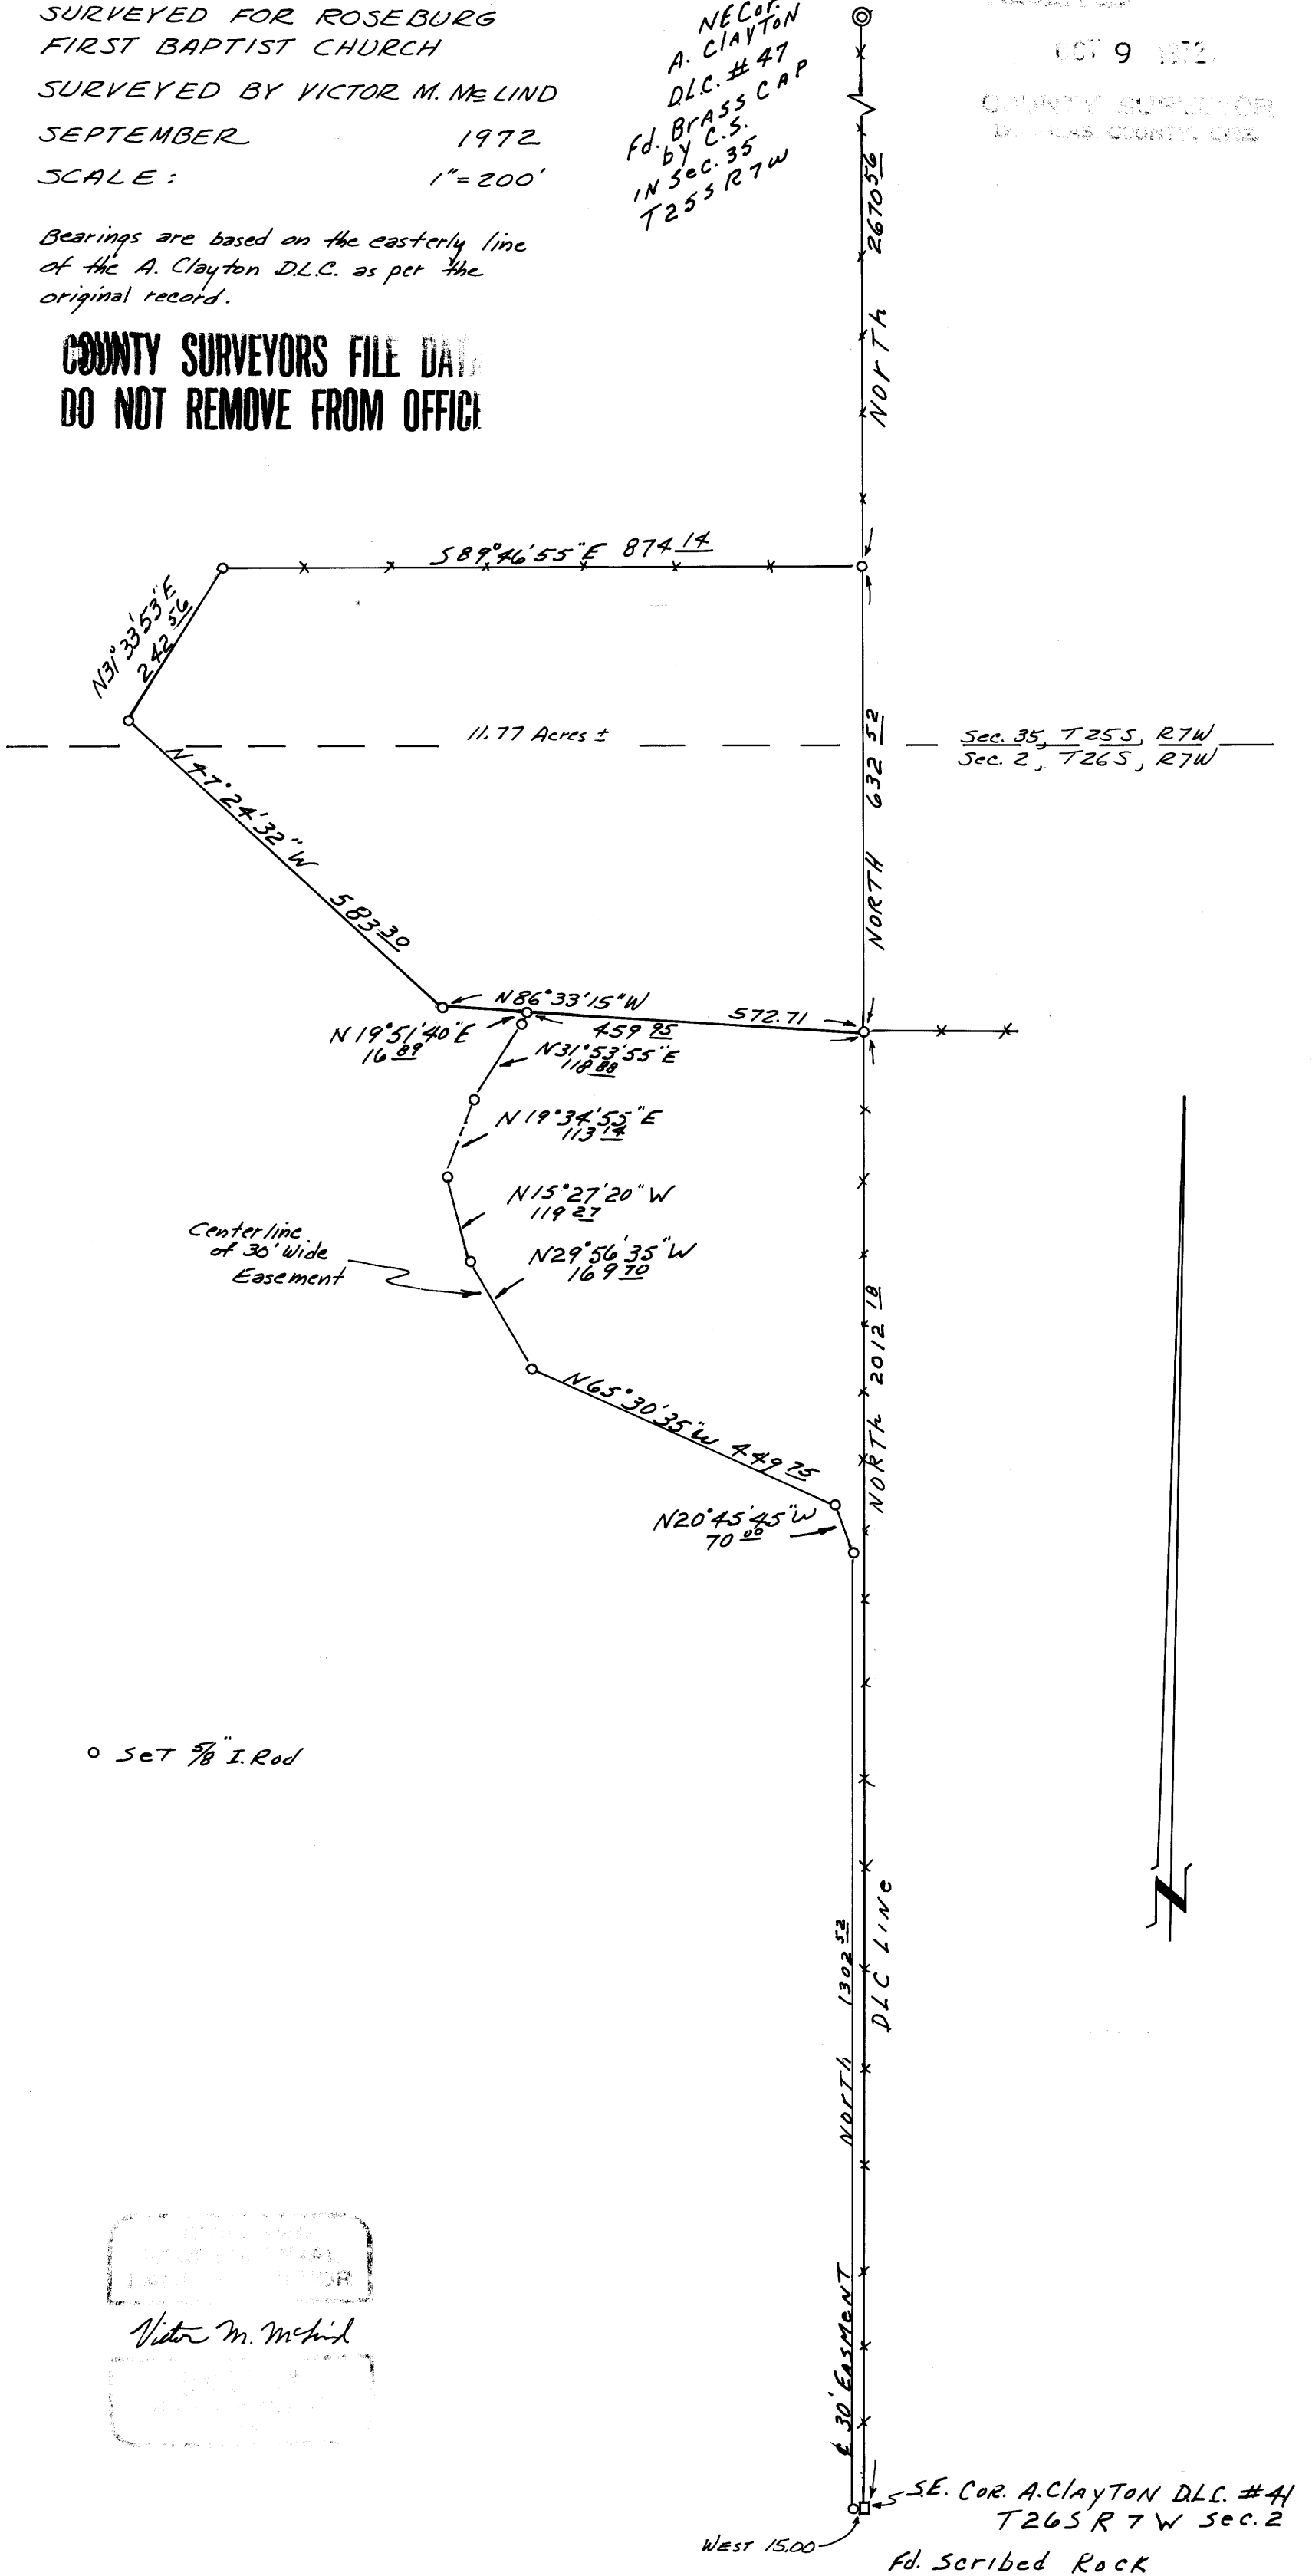 SURVEYED FOR ROSEBURG
FIRST BAPTIST CHURCH
SURVEYED BY VICTOR M. McLIND
SEPTEMBER 1972
SCALE: 1"=200'
Bearings are based on the easterly line
of the A. Clayton D.L.C. as per the
original record.
COUNTY SURVEYORS FILE DATA
DO NOT REMOVE FROM OFFICE
NE Cor.
A. CLAYTON
D.L.C. # 47
Fd. BRASS CAP
by C.S.
IN Sec. 35
T25S R7W
OCT 9 1972
COUNTY SURVEYOR
DOUGLAS COUNTY, ORE
NORTH 2670 56
S89°46'55"E 874 14
N31°33'53"E
242 56
11.77 Acres ±
Sec. 35, T25S, R7W
Sec. 2, T26S, R7W
NORTH 632 52
N47°24'32"W 583 30
N86°33'15"W 572.71
459 95
N19°51'40"E
16 89
N31°53'55"E
118 88
N19°34'55"E
113 14
N15°27'20"W
119 27
Centerline
of 30' Wide
Easement
N29°56'35"W
169 70
N65°30'35"W 449 75
NORTH 2012 18
N20°45'45"W
70 00
o SeT 5/8" I. Rod
DLC LINE
NORTH 1302 52
℄ 30' EASMENT
N
Victor M. McLind
S.E. COR. A. CLAYTON D.L.C. #41
T26S R 7 W Sec. 2
WEST 15.00
Fd. Scribed Rock